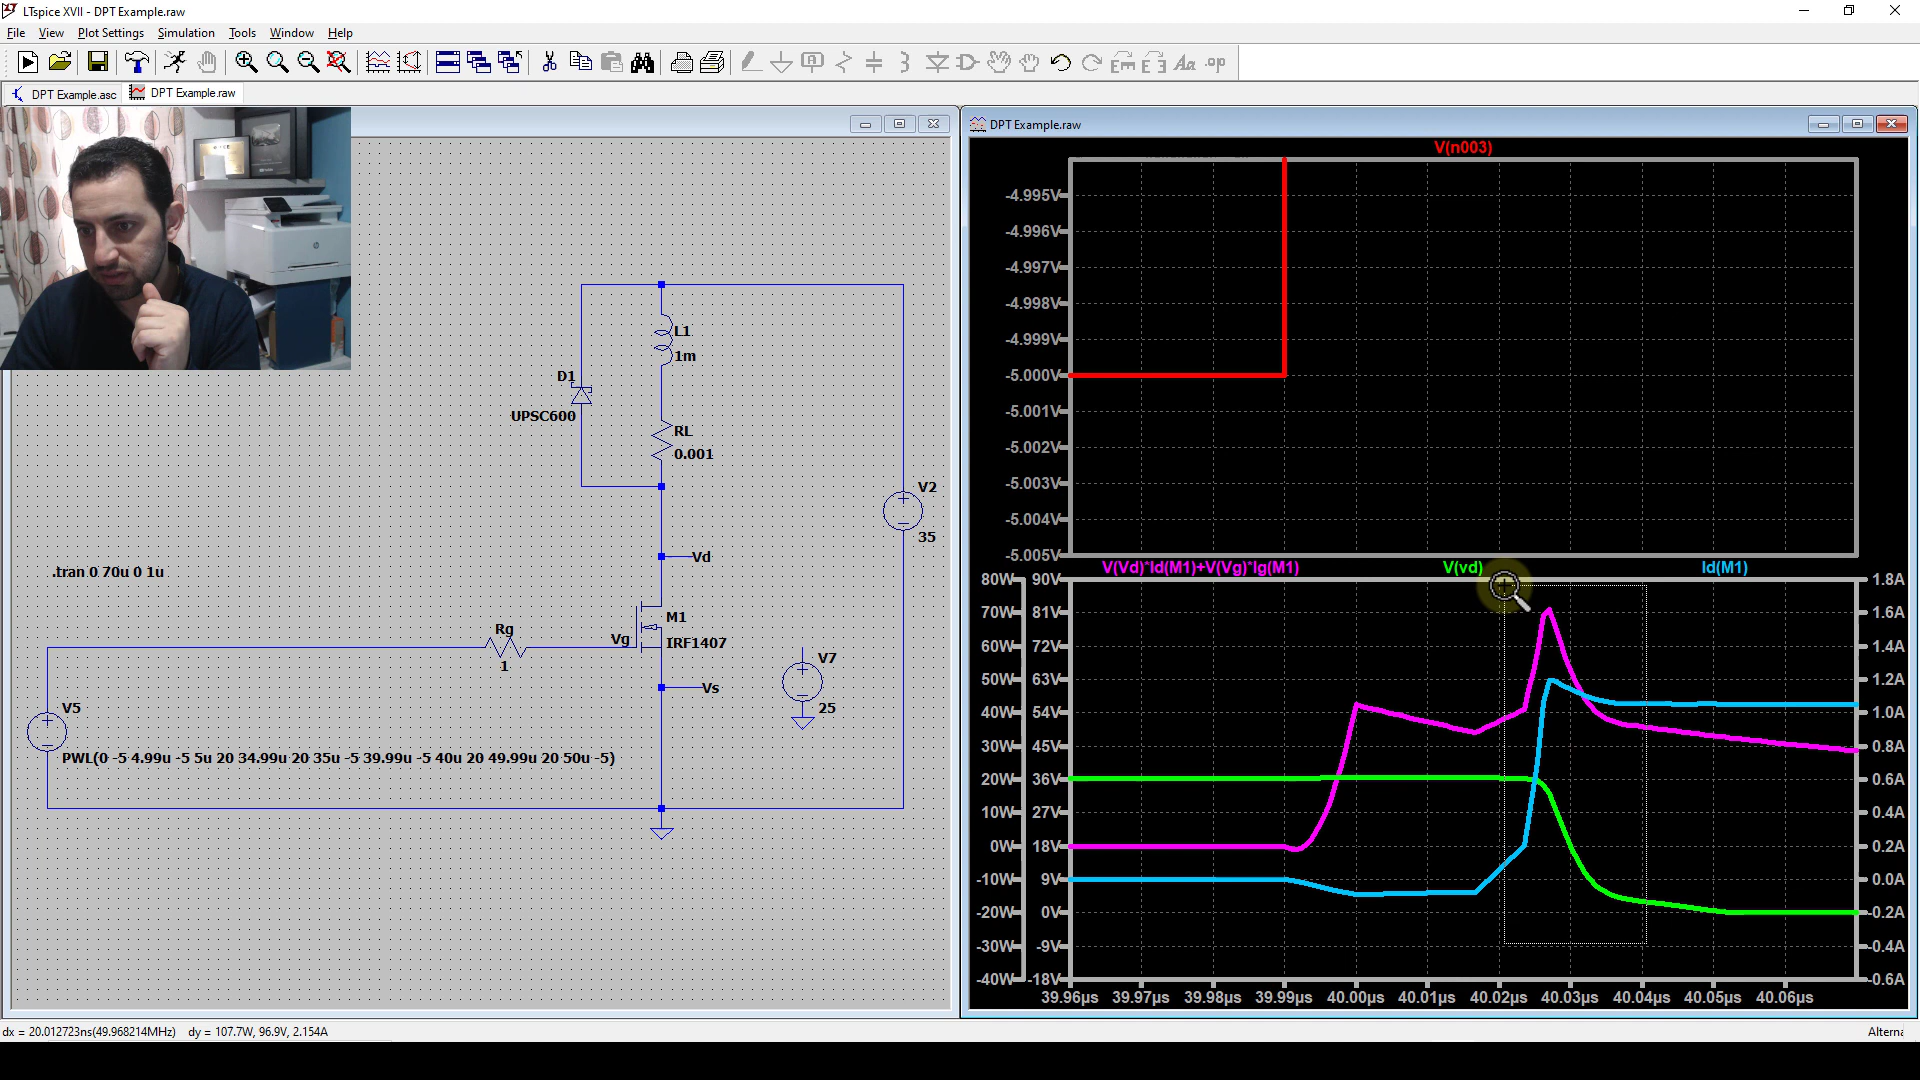 LTspice XVII - DPT Example.raw
File View Plot Settings Simulation Tools Window Help
DPT Example.asc DPT Example.raw
DPT Example.raw
V(n003)
-4.995V
-4.996V
-4.997V
-4.998V
-4.999V
-5.000V
-5.001V
-5.002V
-5.003V
-5.004V
-5.005V
L1
1m
D1
UPSC600
RL
0.001
V2
35
Vd
.tran 0 70u 0 1u
M1
IRF1407
Rg
1
Vg
Vs
V7
25
V5
PWL(0 -5 4.99u -5 5u 20 34.99u 20 35u -5 39.99u -5 40u 20 49.99u 20 50u -5)
V(Vd)*Id(M1)+V(Vg)*Ig(M1) V(vd) Id(M1)
80W 90V 1.8A
70W 81V 1.6A
60W 72V 1.4A
50W 63V 1.2A
40W 54V 1.0A
30W 45V 0.8A
20W 36V 0.6A
10W 27V 0.4A
0W 18V 0.2A
-10W 9V 0.0A
-20W 0V -0.2A
-30W -9V -0.4A
-40W -18V -0.6A
39.96µs 39.97µs 39.98µs 39.99µs 40.00µs 40.01µs 40.02µs 40.03µs 40.04µs 40.05µs 40.06µs
dx = 20.012723ns(49.968214MHz) dy = 107.7W, 96.9V, 2.154A
Alterna